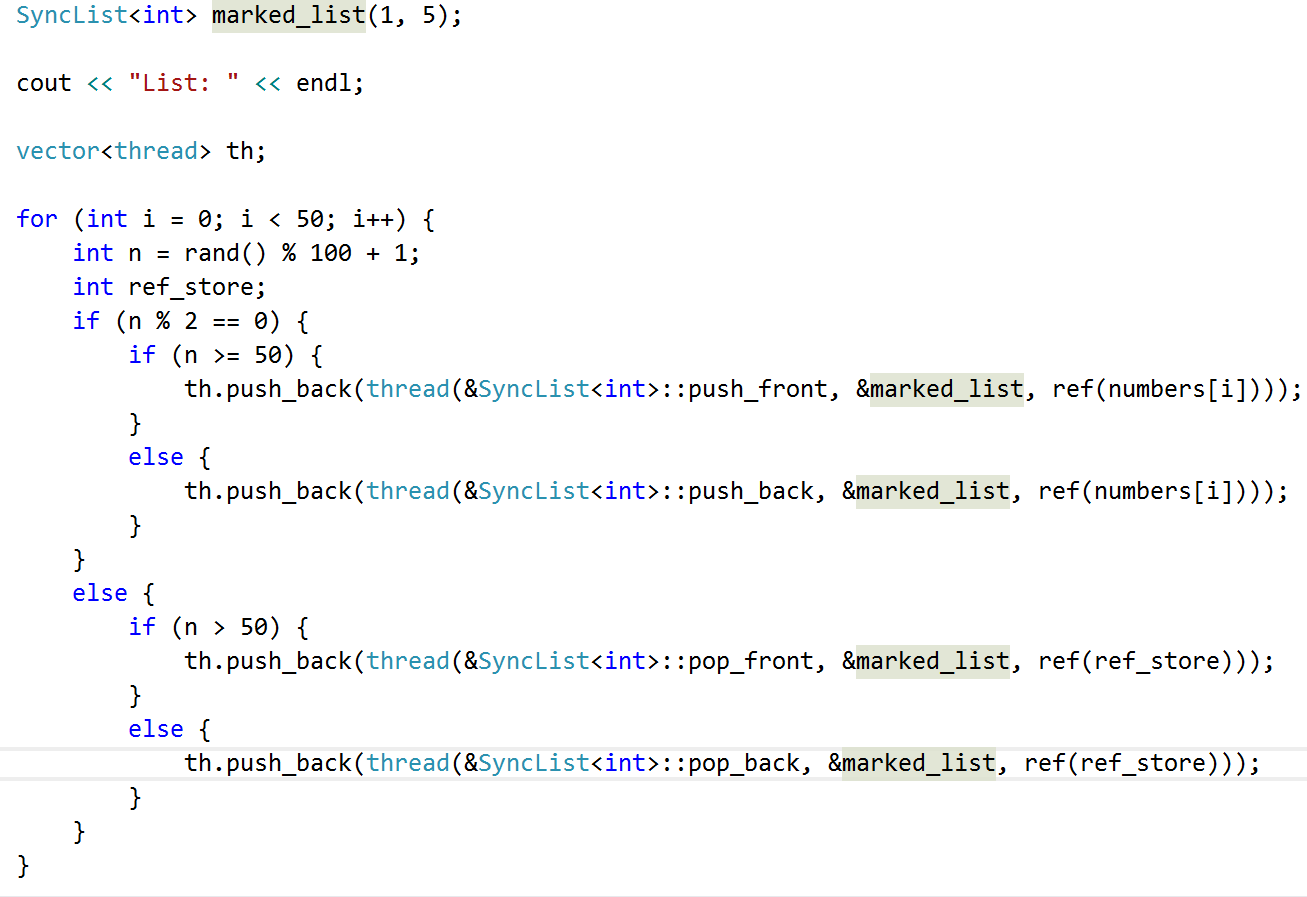 SyncList<int> marked_list(1, 5);

cout << "List: " << endl;

vector<thread> th;

for (int i = 0; i < 50; i++) {
    int n = rand() % 100 + 1;
    int ref_store;
    if (n % 2 == 0) {
        if (n >= 50) {
            th.push_back(thread(&SyncList<int>::push_front, &marked_list, ref(numbers[i])));
        }
        else {
            th.push_back(thread(&SyncList<int>::push_back, &marked_list, ref(numbers[i])));
        }
    }
    else {
        if (n > 50) {
            th.push_back(thread(&SyncList<int>::pop_front, &marked_list, ref(ref_store)));
        }
        else {
            th.push_back(thread(&SyncList<int>::pop_back, &marked_list, ref(ref_store)));
        }
    }
}